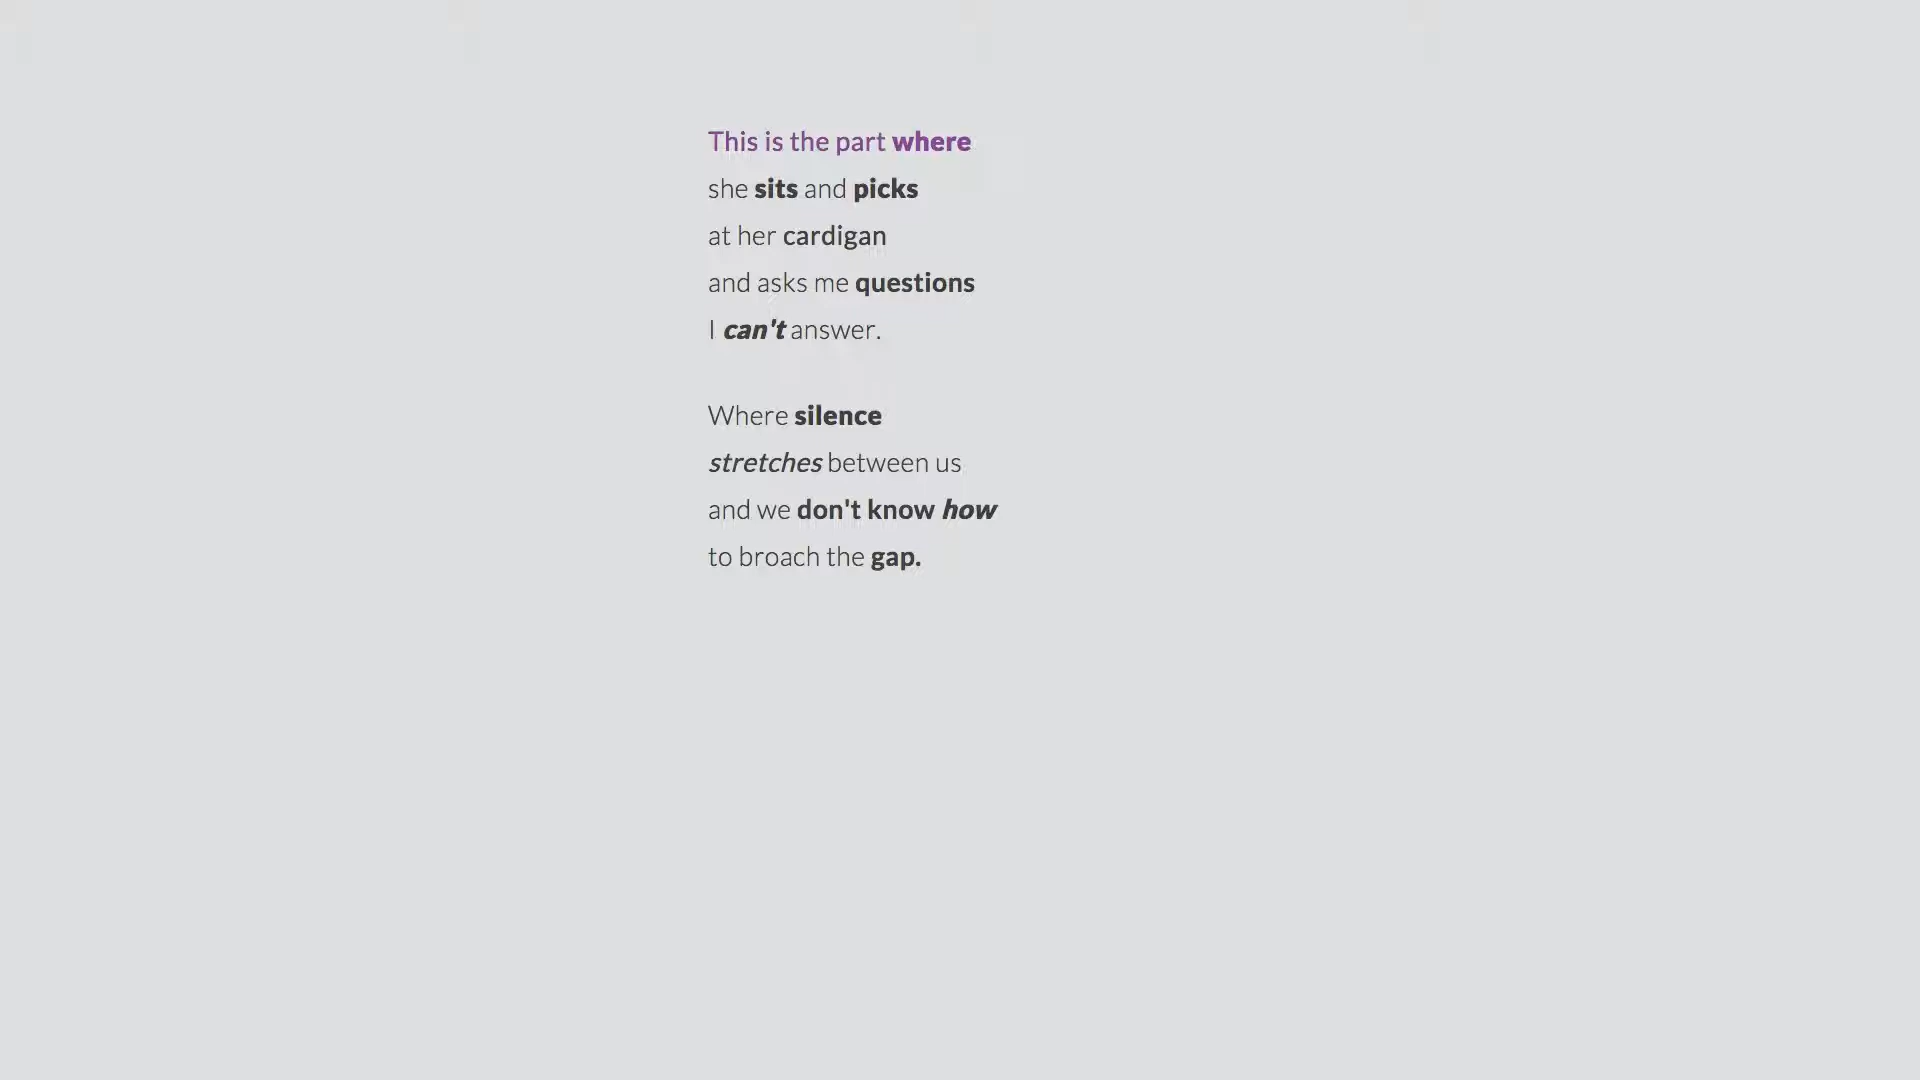 This is the part where
she sits and picks
at her cardigan
and asks me questions
I can't answer.
Where silence
stretches between us
and we don't know how
to broach the gap.